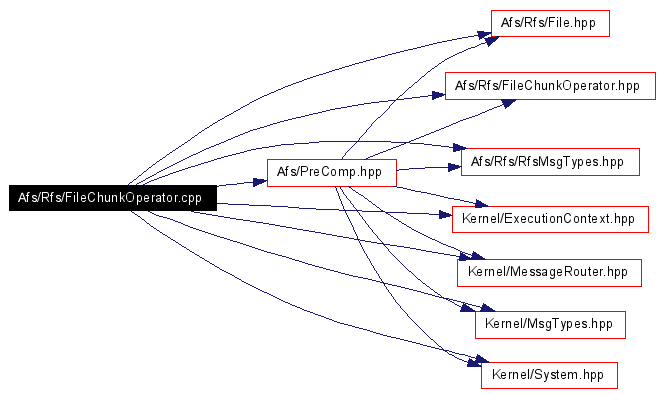 Afs/Rfs/File.hpp
Afs/Rfs/FileChunkOperator.hpp
Afs/Rfs/RfsMsgTypes.hpp
Afs/PreComp.hpp
Afs/Rfs/FileChunkOperator.cpp
Kernel/ExecutionContext.hpp
Kernel/MessageRouter.hpp
Kernel/MsgTypes.hpp
Kernel/System.hpp